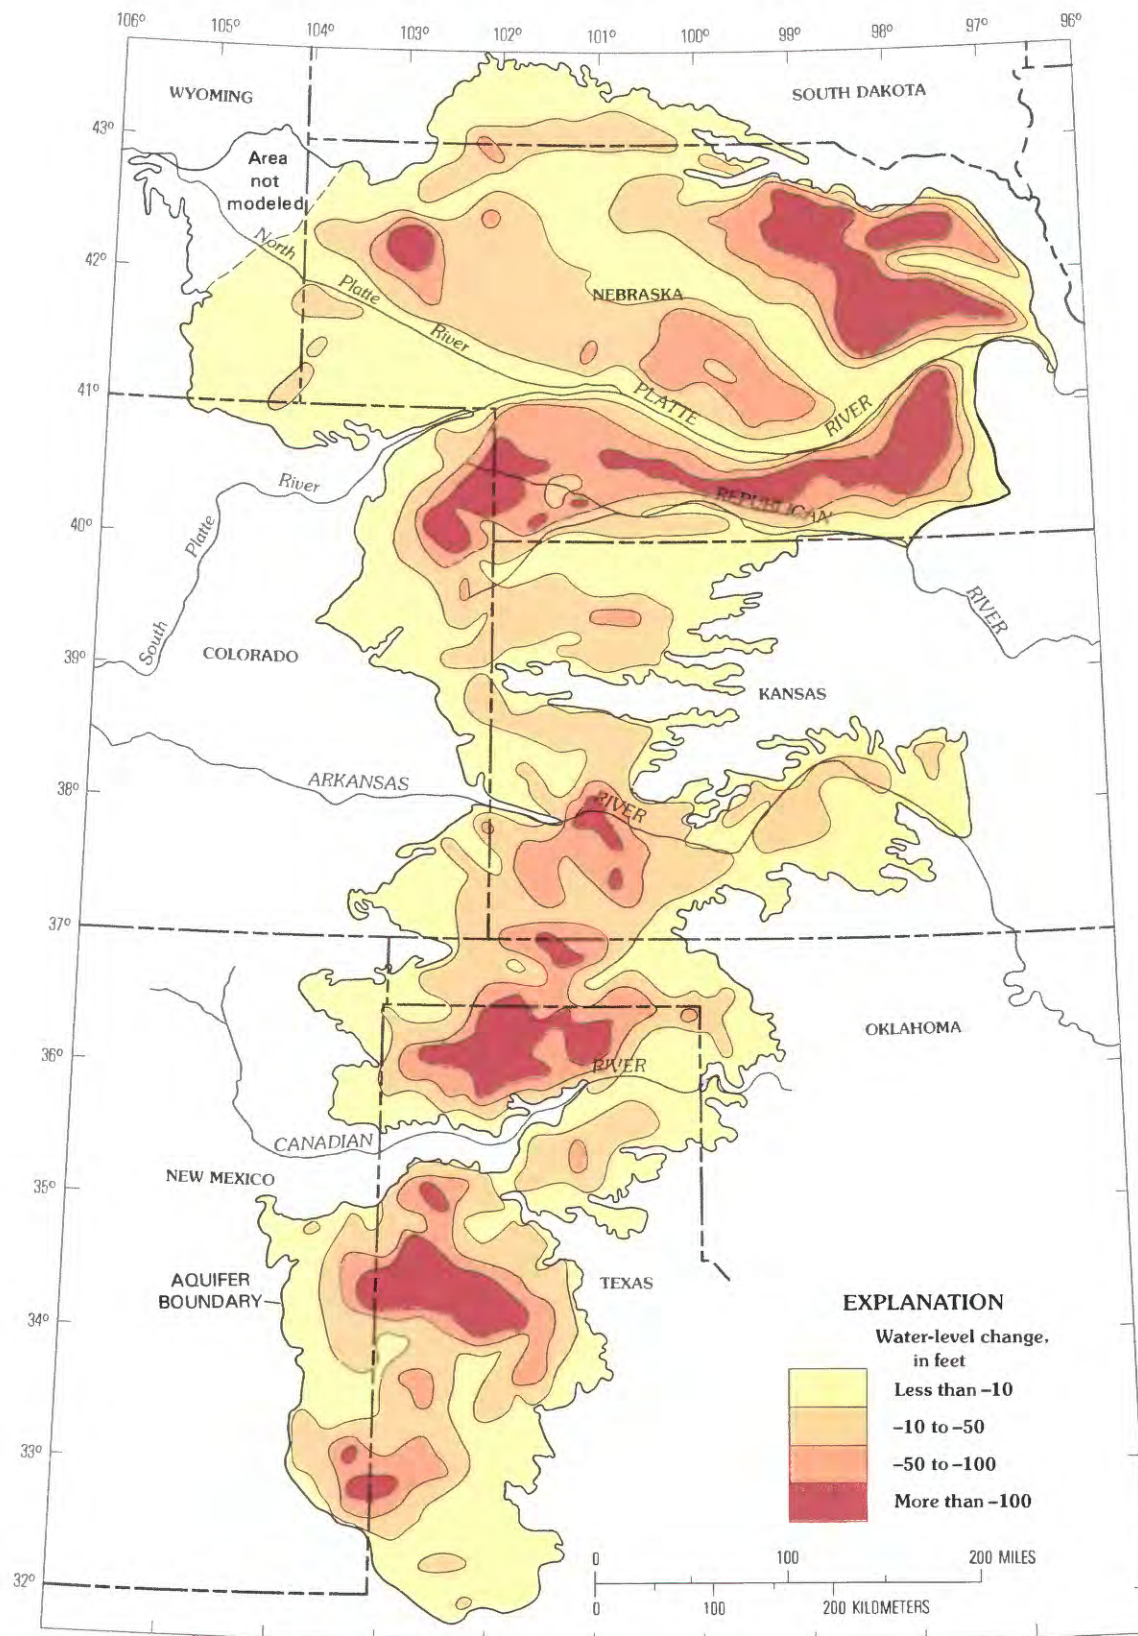 106° 105° 104° 103° 102° 101° 100° 99° 98° 97° 96°
WYOMING
SOUTH DAKOTA
43°
Area
not
modeled
North
Platte
River
42°
NEBRASKA
41°
PLATTE
RIVER
River
Platte
South
REPUBLICAN
RIVER
40°
39°
COLORADO
KANSAS
ARKANSAS
RIVER
38°
37°
OKLAHOMA
36°
RIVER
CANADIAN
NEW MEXICO
35°
AQUIFER
BOUNDARY
TEXAS
34°
33°
32°
EXPLANATION
Water-level change,
in feet
Less than –10
–10 to –50
–50 to –100
More than –100
0 100 200 MILES
0 100 200 KILOMETERS